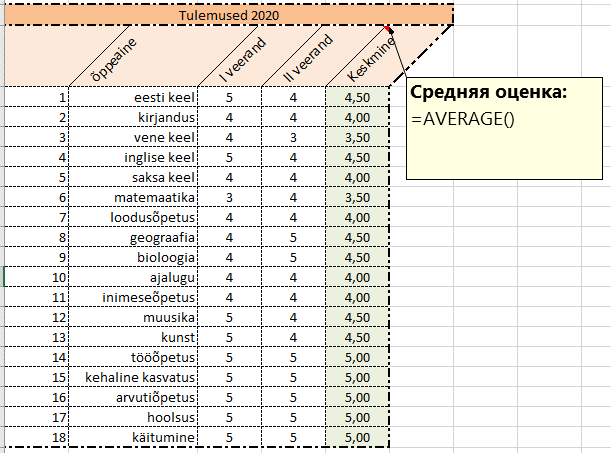 Tulemused 2020
õppeaine I veerand II veerand Keskmine
Средняя оценка:
=AVERAGE()
1 eesti keel 5 4 4,50
2 kirjandus 4 4 4,00
3 vene keel 4 3 3,50
4 inglise keel 5 4 4,50
5 saksa keel 4 4 4,00
6 matemaatika 3 4 3,50
7 loodusõpetus 4 4 4,00
8 geograafia 4 5 4,50
9 bioloogia 4 5 4,50
10 ajalugu 4 4 4,00
11 inimeseõpetus 4 4 4,00
12 muusika 5 4 4,50
13 kunst 5 4 4,50
14 tööõpetus 5 5 5,00
15 kehaline kasvatus 5 5 5,00
16 arvutiõpetus 5 5 5,00
17 hoolsus 5 5 5,00
18 käitumine 5 5 5,00